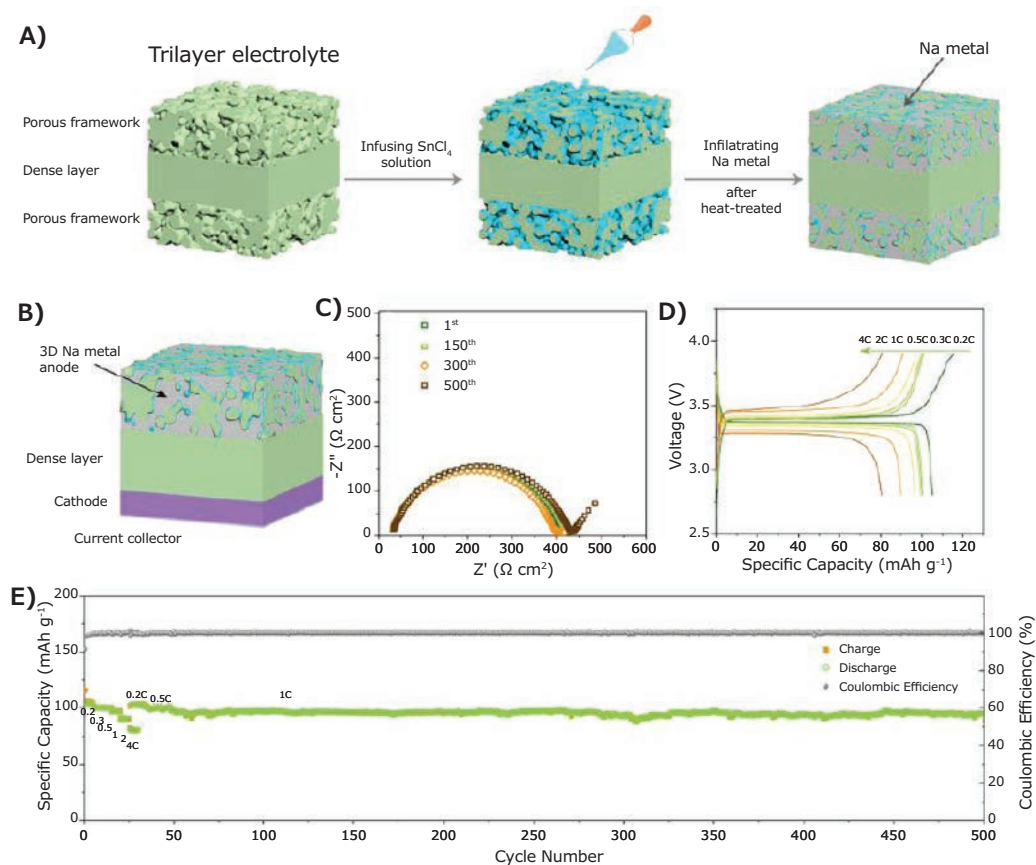 A)
Trilayer electrolyte
Porous framework
Dense layer
Porous framework
Infusing SnCl₄
solution
Infilatrating
Na metal
after
heat-treated
Na metal
B)
3D Na metal
anode
Dense layer
Cathode
Current collector
C)
-Z'' (Ω cm²)
500
400
300
200
100
0
1st
150th
300th
500th
0 100 200 300 400 500 600
Z' (Ω cm²)
D)
Voltage (V)
4.0
3.5
3.0
2.5
4C 2C 1C 0.5C 0.3C 0.2C
0 20 40 60 80 100 120
Specific Capacity (mAh g⁻¹)
E)
Specific Capacity (mAh g⁻¹)
200
150
100
50
0
0.2
0.3
0.5
1
2
4C
0.2C
0.5C
1C
Charge
Discharge
Coulombic Efficiency
100
80
60
40
20
0
Coulombic Efficiency (%)
0 50 100 150 200 250 300 350 400 450 500
Cycle Number